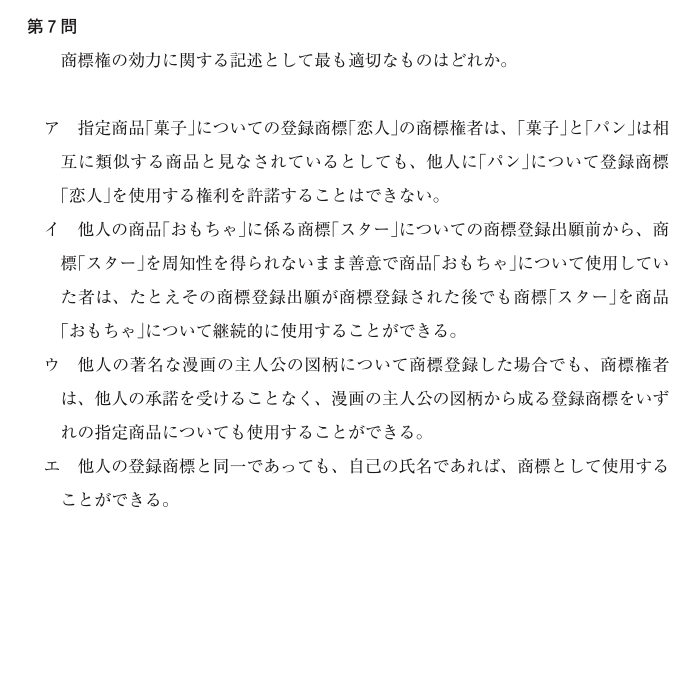 第7問
商標権の効力に関する記述として最も適切なものはどれか。
ア　指定商品｢菓子｣についての登録商標｢恋人｣の商標権者は、｢菓子｣と｢パン｣は相
互に類似する商品と見なされているとしても、他人に｢パン｣について登録商標
｢恋人｣を使用する権利を許諾することはできない。
イ　他人の商品｢おもちゃ｣に係る商標｢スター｣についての商標登録出願前から、商
標｢スター｣を周知性を得られないまま善意で商品｢おもちゃ｣について使用してい
た者は、たとえその商標登録出願が商標登録された後でも商標｢スター｣を商品
｢おもちゃ｣について継続的に使用することができる。
ウ　他人の著名な漫画の主人公の図柄について商標登録した場合でも、商標権者
は、他人の承諾を受けることなく、漫画の主人公の図柄から成る登録商標をいず
れの指定商品についても使用することができる。
エ　他人の登録商標と同一であっても、自己の氏名であれば、商標として使用する
ことができる。